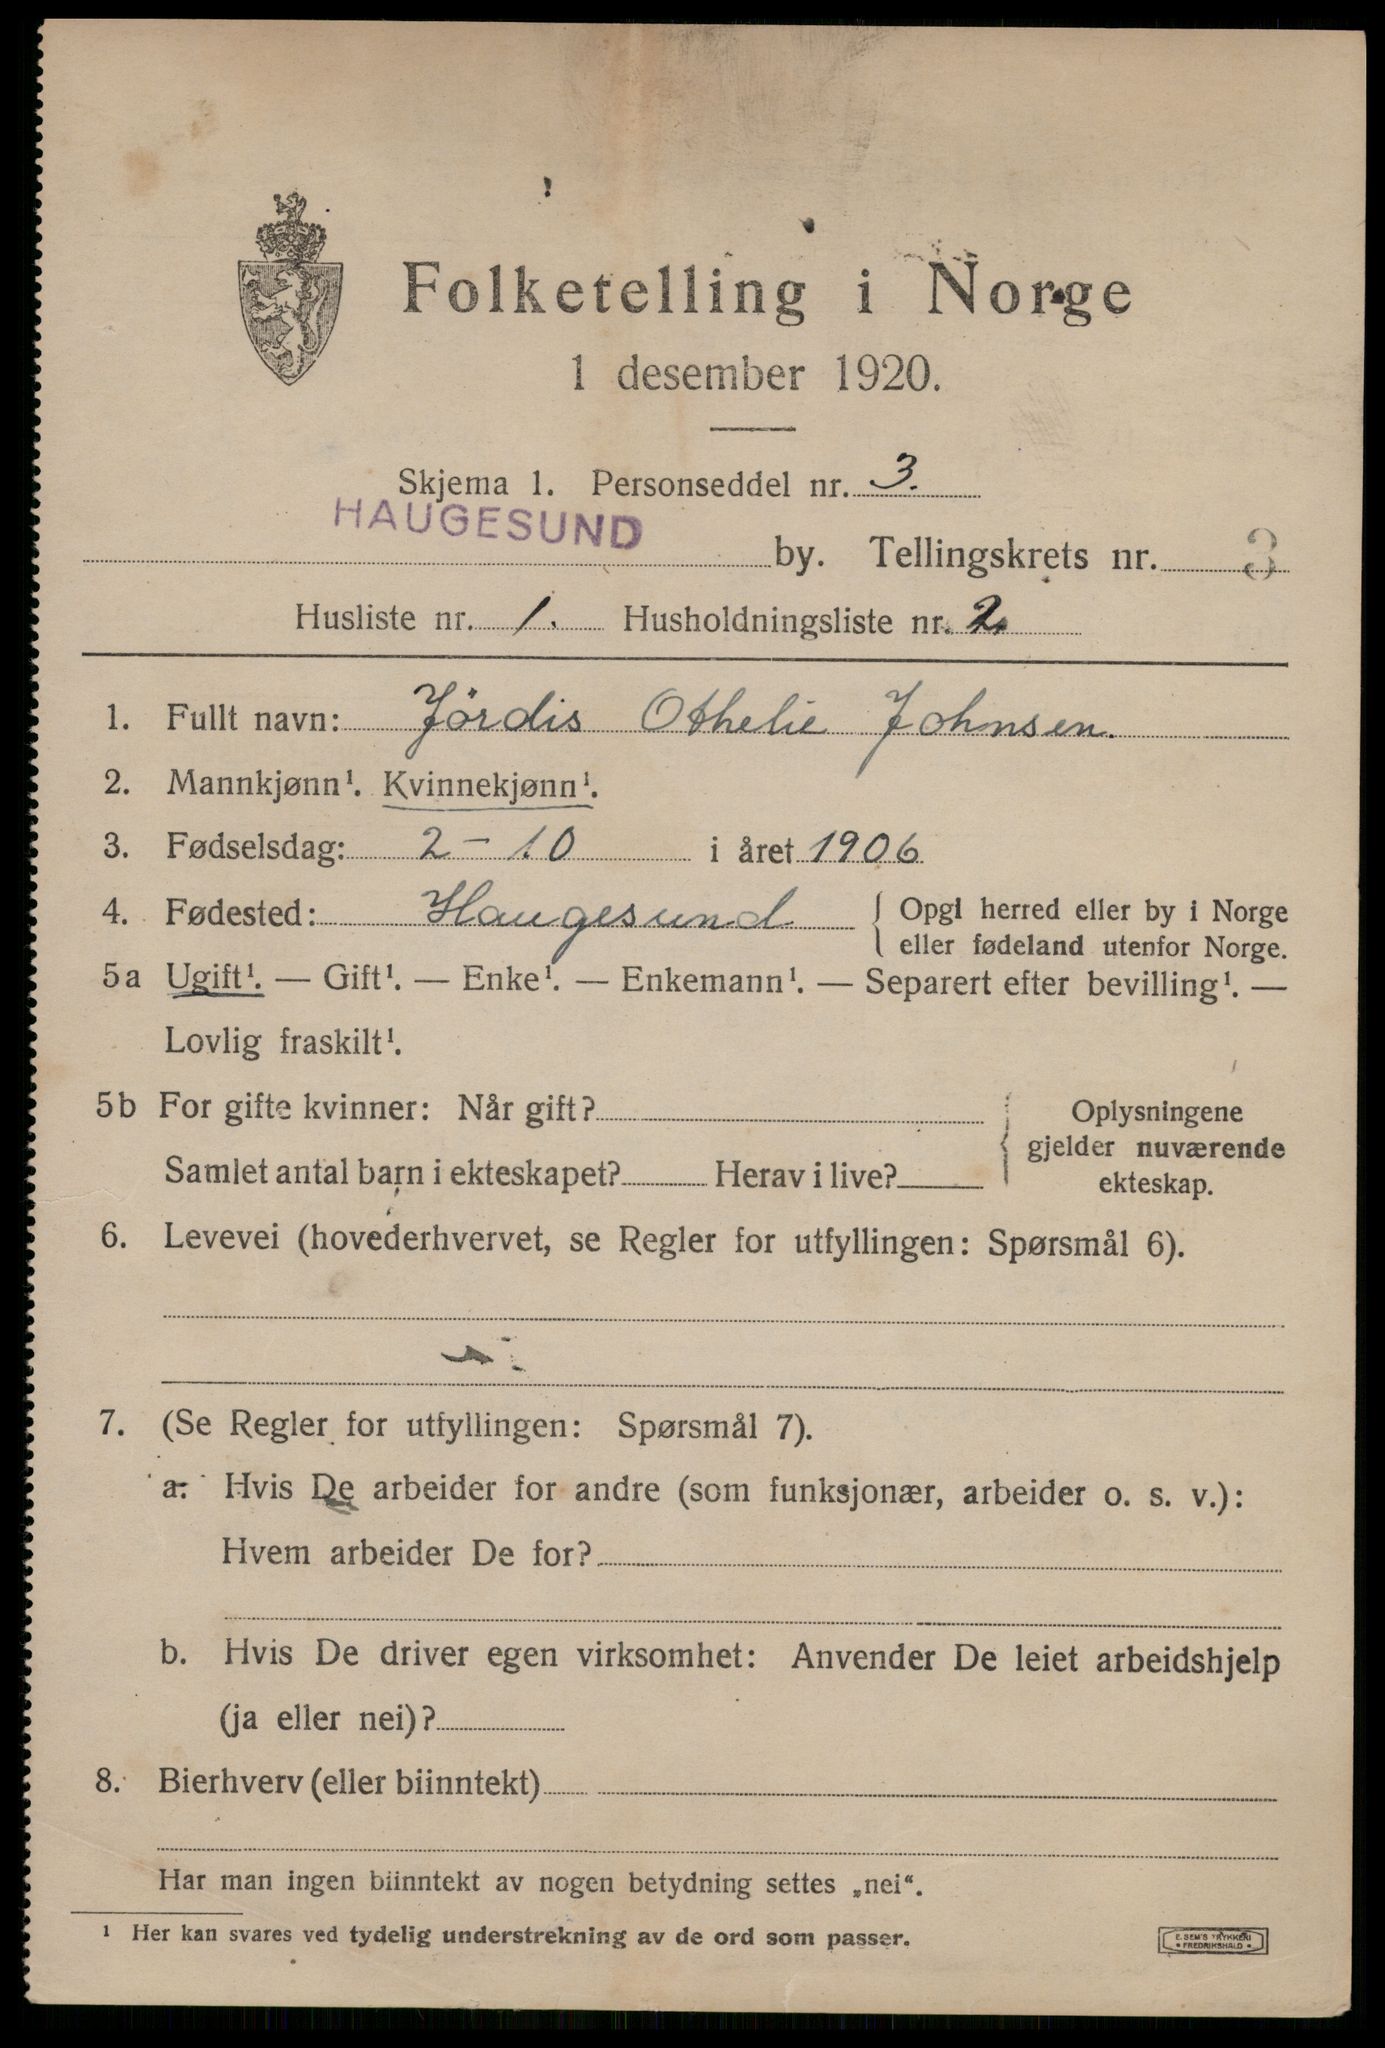 Folketelling i Norge
1 desember 1920.
Skjema 1. Personseddel nr. 3.
HAUGESUND by. Tellingskrets nr. 3
Husliste nr. 1. Husholdningsliste nr. 2.
1. Fullt navn: Jördis Othelie Johnsen.
2. Mannkjønn¹. Kvinnekjønn¹.
3. Fødselsdag: 2 – 10 i året 1906
4. Fødested: Haugesund { Opgi herred eller by i Norge
eller fødeland utenfor Norge.
5a Ugift¹. — Gift¹. — Enke¹. — Enkemann¹. — Separert efter bevilling¹. —
Lovlig fraskilt¹.
5b For gifte kvinner: Når gift?
Samlet antal barn i ekteskapet? Herav i live?
{ Oplysningene
gjelder nuværende
ekteskap.
6. Levevei (hovederhvervet, se Regler for utfyllingen: Spørsmål 6).
7. (Se Regler for utfyllingen: Spørsmål 7).
a. Hvis De arbeider for andre (som funksjonær, arbeider o. s. v.):
Hvem arbeider De for?
b. Hvis De driver egen virksomhet: Anvender De leiet arbeidshjelp
(ja eller nei)?
8. Bierhverv (eller biinntekt)
Har man ingen biinntekt av nogen betydning settes „nei“.
¹ Her kan svares ved tydelig understrekning av de ord som passer.
E. SEM'S TRYKKERI
• FREDRIKSHALD •